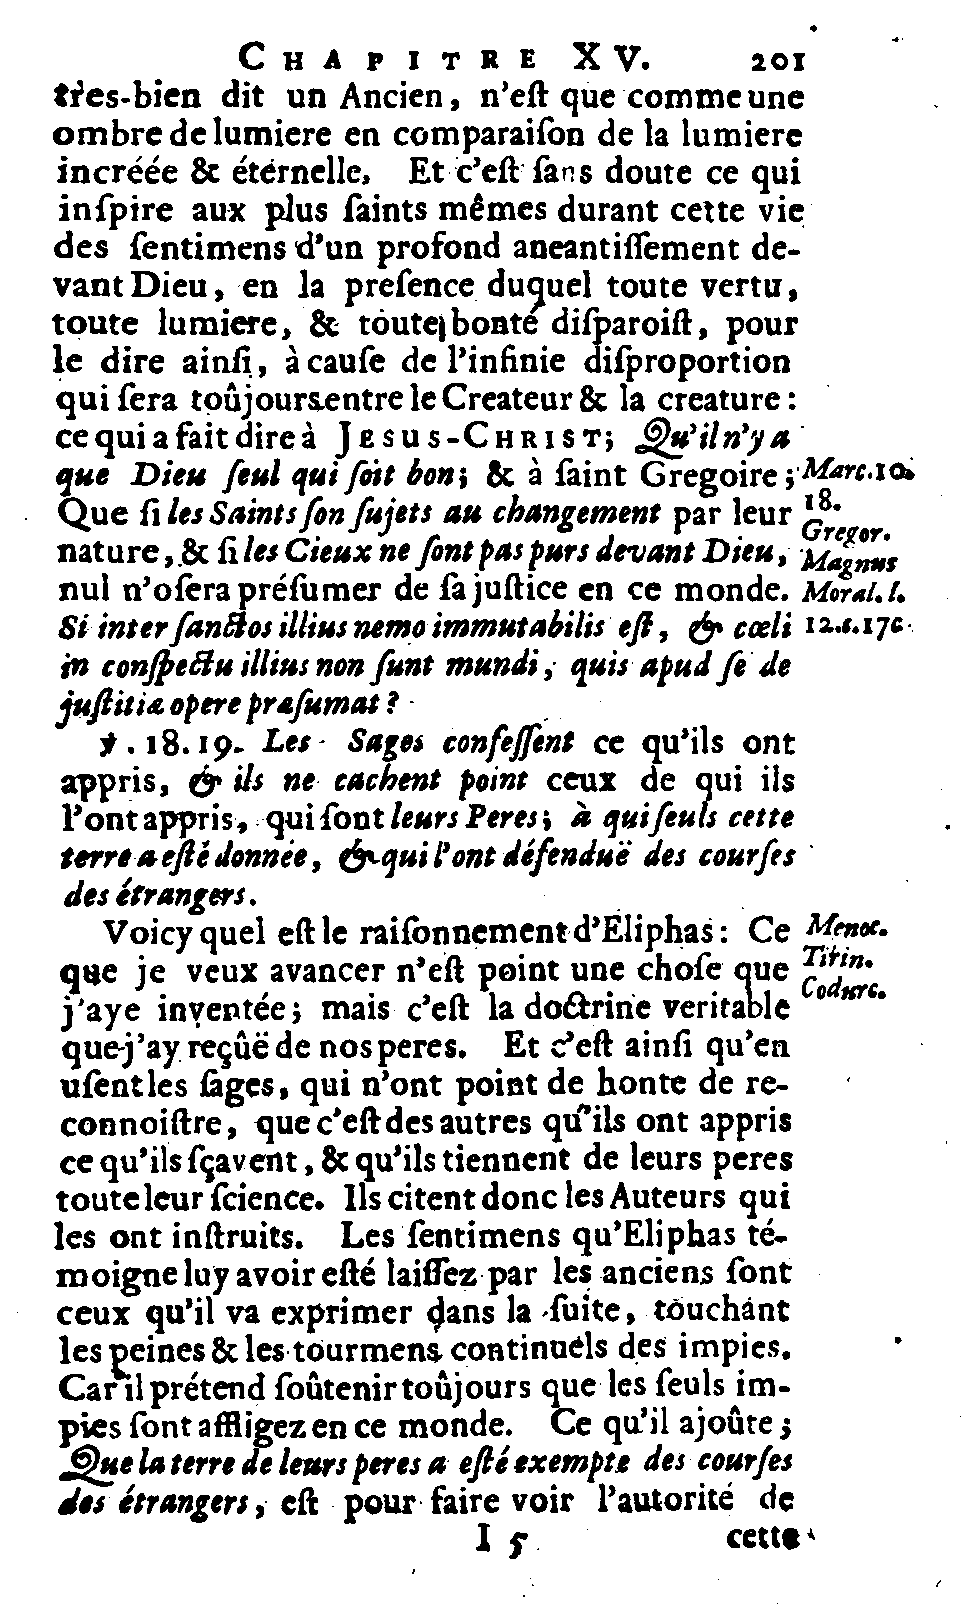 CHAPITRE XV. 201
très-bien dit un Ancien, n'eſt que comme une
ombre de lumiere en comparaiſon de la lumiere
incréée & éternelle. Et c'eſt ſans doute ce qui
inſpire aux plus ſaints mêmes durant cette vie
des ſentimens d'un profond aneantiſſement de-
vant Dieu, en la preſence duquel toute vertu,
toute lumiere, & toute bonté diſparoiſt, pour
le dire ainſi, à cauſe de l'infinie diſproportion
qui ſera toûjours entre le Createur & la creature:
ce qui a fait dire à JESUS-CHRIST; Qu'il n'y a
que Dieu ſeul qui ſoit bon; & à ſaint Gregoire;
Que ſi les Saints ſon ſujets au changement par leur
nature, & ſi les Cieux ne ſont pas purs devant Dieu,
nul n'oſera préſumer de ſa juſtice en ce monde.
Si inter ſanctos illius nemo immutabilis eſt, & cœli
in conſpectu illius non ſunt mundi, quis apud ſe de
juſtitiæ opere præſumat?
Marc. 10.
18.
Gregor.
Magnus
Moral. l.
12. c. 17.
℣. 18. 19. Les Sages confeſſent ce qu'ils ont
appris, & ils ne cachent point ceux de qui ils
l'ont appris, qui ſont leurs Peres; à qui ſeuls cette
terre a eſté donnée, & qui l'ont défenduë des courſes
des étrangers.
Voicy quel eſt le raiſonnement d'Eliphas: Ce
que je veux avancer n'eſt point une choſe que
j'aye inventée; mais c'eſt la doctrine veritable
que j'ay reçûë de nos peres. Et c'eſt ainſi qu'en
uſent les ſages, qui n'ont point de honte de re-
connoiſtre, que c'eſt des autres qu'ils ont appris
ce qu'ils ſçavent, & qu'ils tiennent de leurs peres
toute leur ſcience. Ils citent donc les Auteurs qui
les ont inſtruits. Les ſentimens qu'Eliphas té-
moigne luy avoir eſté laiſſez par les anciens ſont
ceux qu'il va exprimer dans la ſuite, touchant
les peines & les tourmens continuels des impies.
Car il prétend ſoûtenir toûjours que les ſeuls im-
pies ſont affligez en ce monde. Ce qu'il ajoûte;
Que la terre de leurs peres a eſté exempte des courſes
des étrangers, eſt pour faire voir l'autorité de
Menoc.
Tirin.
Codurc.
I 5 cette